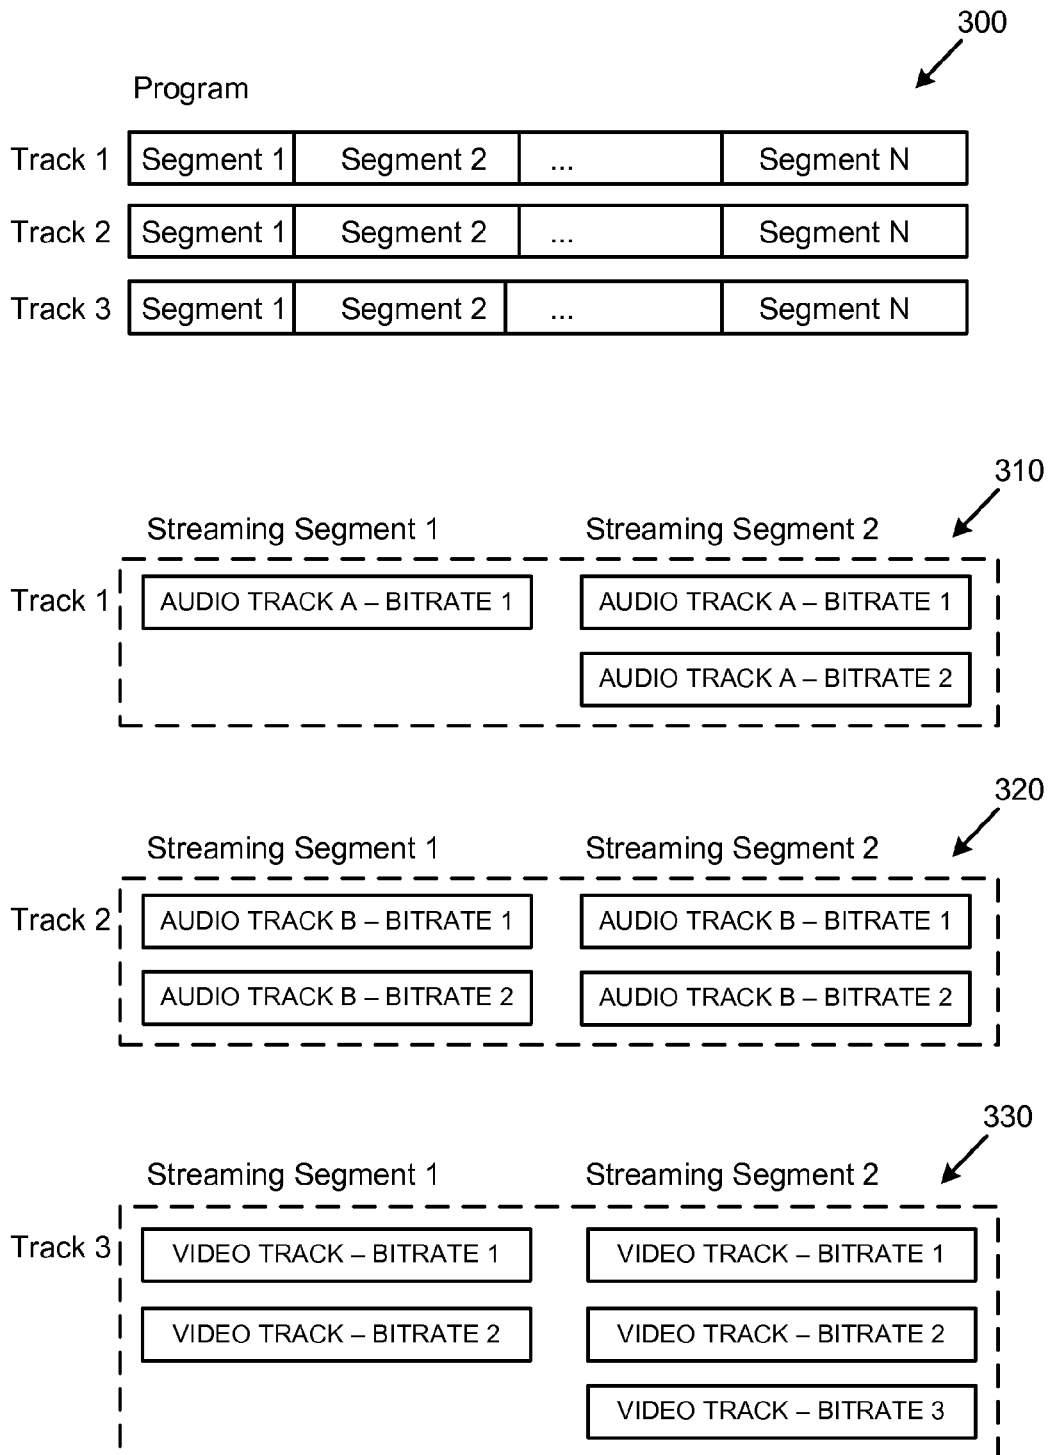 300
Program
Track 1 Segment 1 Segment 2 ... Segment N
Track 2 Segment 1 Segment 2 ... Segment N
Track 3 Segment 1 Segment 2 ... Segment N
310
Streaming Segment 1 Streaming Segment 2
Track 1 AUDIO TRACK A – BITRATE 1 AUDIO TRACK A – BITRATE 1
AUDIO TRACK A – BITRATE 2
320
Streaming Segment 1 Streaming Segment 2
Track 2 AUDIO TRACK B – BITRATE 1 AUDIO TRACK B – BITRATE 1
AUDIO TRACK B – BITRATE 2 AUDIO TRACK B – BITRATE 2
330
Streaming Segment 1 Streaming Segment 2
Track 3 VIDEO TRACK – BITRATE 1 VIDEO TRACK – BITRATE 1
VIDEO TRACK – BITRATE 2 VIDEO TRACK – BITRATE 2
VIDEO TRACK – BITRATE 3